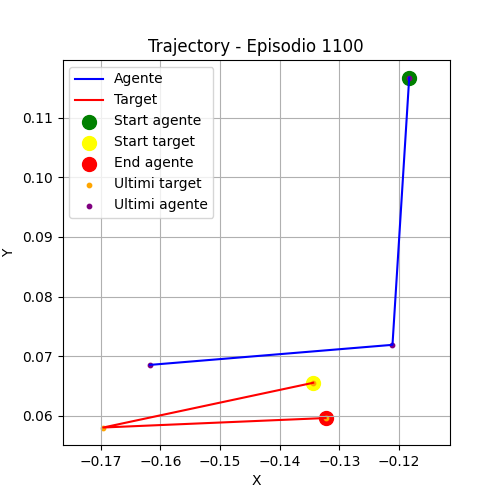 Trajectory - Episodio 1100
Agente
Target
Start agente
Start target
End agente
Ultimi target
Ultimi agente
0.11
0.10
0.09
0.08
0.07
0.06
Y
−0.17 −0.16 −0.15 −0.14 −0.13 −0.12
X